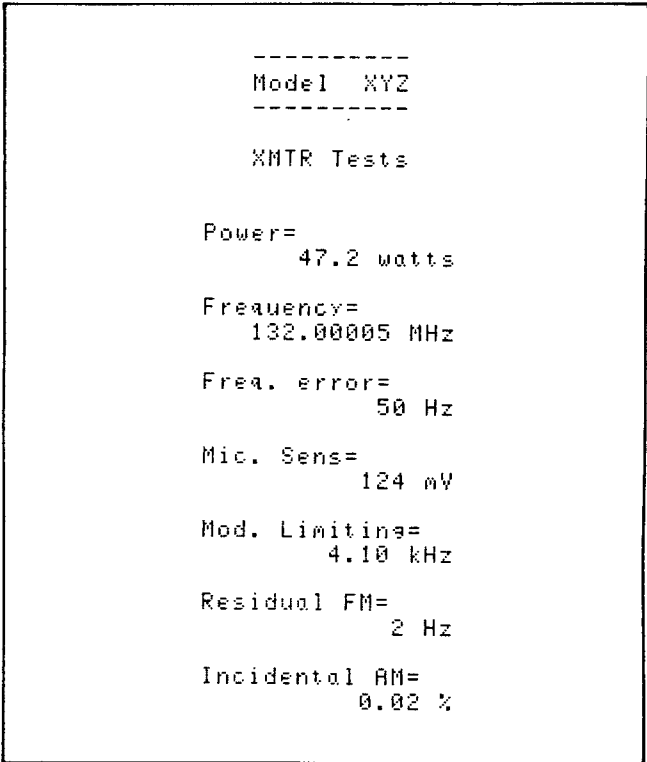 ----------
Model XYZ
----------
XMTR Tests
Power=
47.2 watts
Frequency=
132.00005 MHz
Freq. error=
50 Hz
Mic. Sens=
124 mV
Mod. Limiting=
4.10 kHz
Residual FM=
2 Hz
Incidental AM=
0.02 %